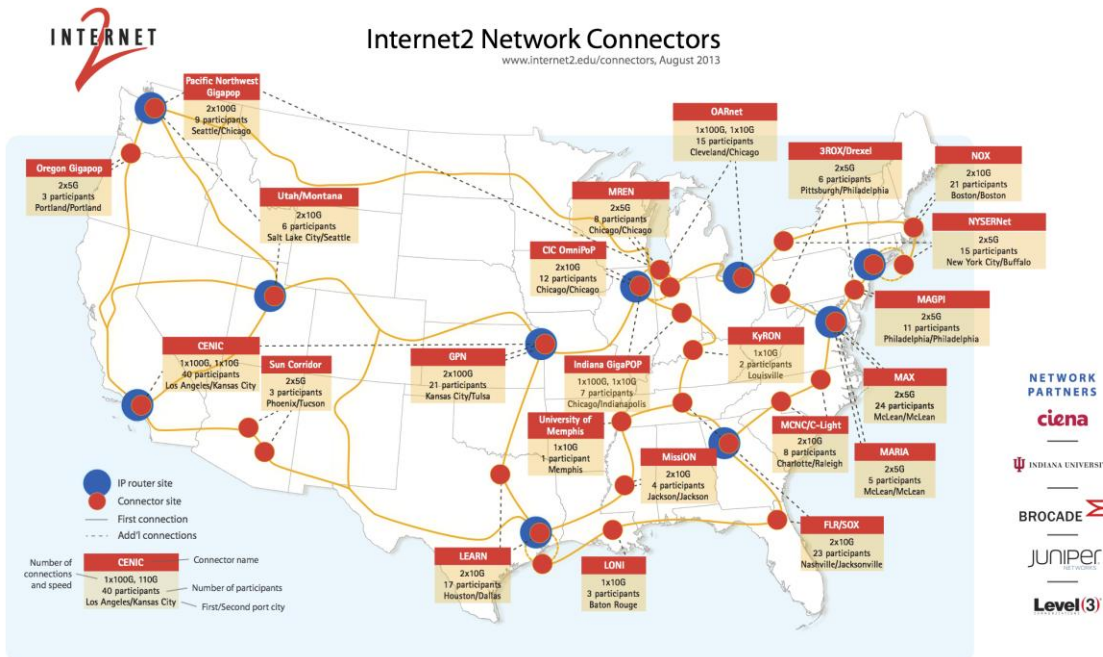 INTERNET
2
Internet2 Network Connectors
www.internet2.edu/connectors, August 2013
Pacific Northwest
Gigapop
2x100G
9 participants
Seattle/Chicago
Oregon Gigapop
2x5G
3 participants
Portland/Portland
Utah/Montana
2x10G
6 participants
Salt Lake City/Seattle
MREN
2x5G
8 participants
Chicago/Chicago
CIC OmniPoP
2x10G
12 participants
Chicago/Chicago
OARnet
1x100G, 1x10G
15 participants
Cleveland/Chicago
3ROX/Drexel
2x5G
6 participants
Pittsburgh/Philadelphia
NOX
2x10G
21 participants
Boston/Boston
NYSERNet
2x5G
15 participants
New York City/Buffalo
MAGPI
2x5G
11 participants
Philadelphia/Philadelphia
CENIC
1x100G, 1x10G
40 participants
Los Angeles/Kansas City
Sun Corridor
2x5G
3 participants
Phoenix/Tucson
GPN
2x100G
21 participants
Kansas City/Tulsa
Indiana GigaPOP
1x100G, 1x10G
7 participants
Chicago/Indianapolis
KyRON
1x10G
2 participants
Louisville
MAX
2x5G
24 participants
McLean/McLean
University of
Memphis
1x10G
1 participant
Memphis
MissiON
2x10G
4 participants
Jackson/Jackson
MCNC/C-Light
2x10G
8 participants
Charlotte/Raleigh
MARIA
2x5G
5 participants
McLean/McLean
FLR/SOX
2x10G
23 participants
Nashville/Jacksonville
LEARN
2x10G
17 participants
Houston/Dallas
LONI
1x10G
3 participants
Baton Rouge
IP router site
Connector site
First connection
Add'l connections
Number of
connections
and speed
CENIC
1x100G, 110G
40 participants
Los Angeles/Kansas City
Connector name
Number of participants
First/Second port city
NETWORK
PARTNERS
ciena
INDIANA UNIVERSIT
BROCADE
JUNIPER
NETWORKS
Level(3)